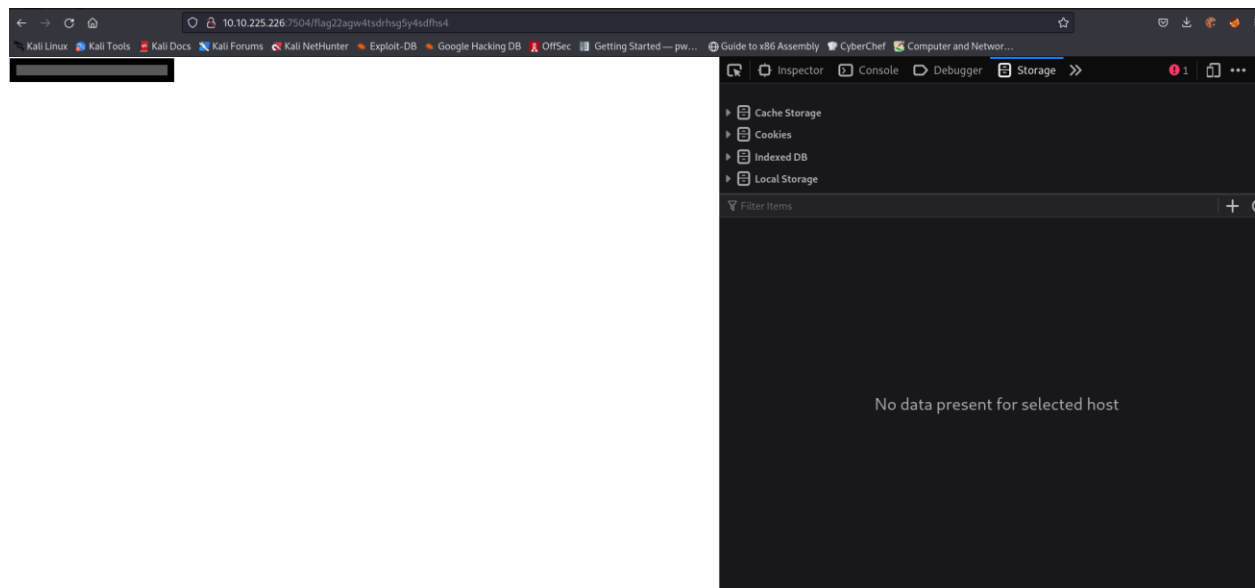 10.10.225.226:7504/flag22agw4tsdrhsg5y4sdfhs4
Kali Linux Kali Tools Kali Docs Kali Forums Kali NetHunter Exploit-DB Google Hacking DB OffSec Getting Started — pw... Guide to x86 Assembly CyberChef Computer and Networ...
Inspector Console Debugger Storage 1
Cache Storage
Cookies
Indexed DB
Local Storage
Filter Items
No data present for selected host